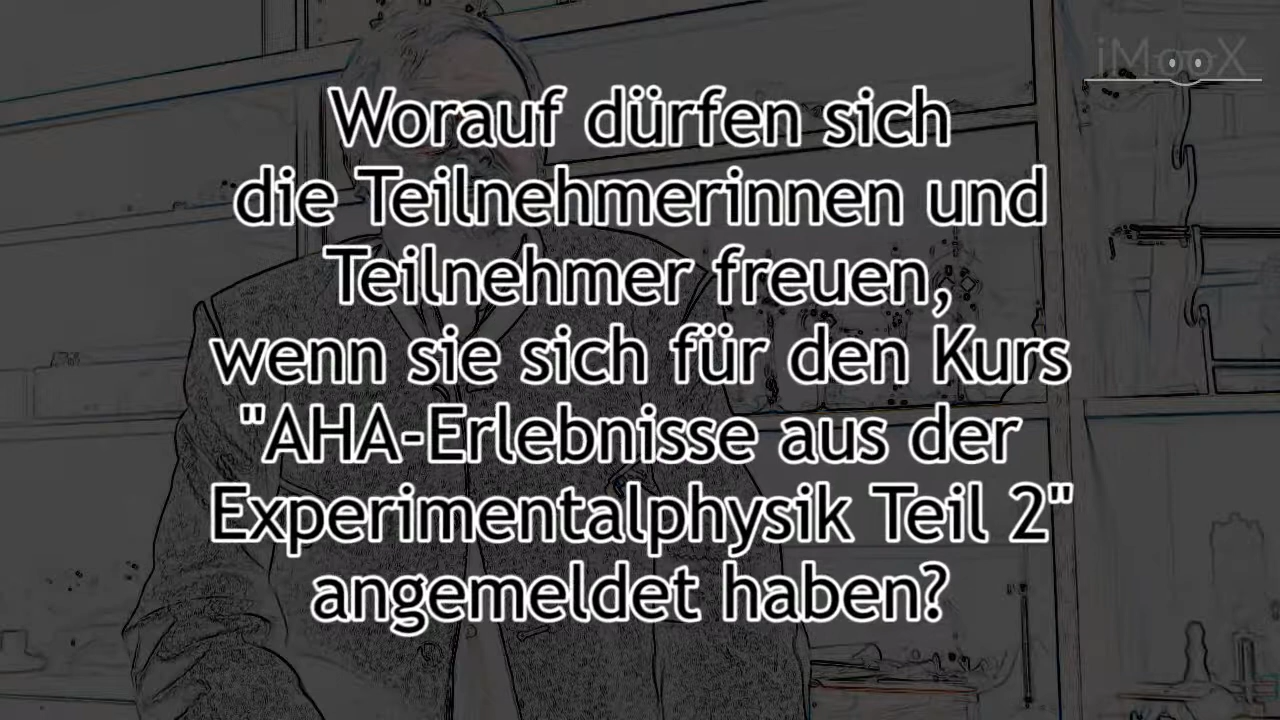 iMooX
Worauf dürfen sich
die Teilnehmerinnen und
Teilnehmer freuen,
wenn sie sich für den Kurs
"AHA-Erlebnisse aus der
Experimentalphysik Teil 2"
angemeldet haben?